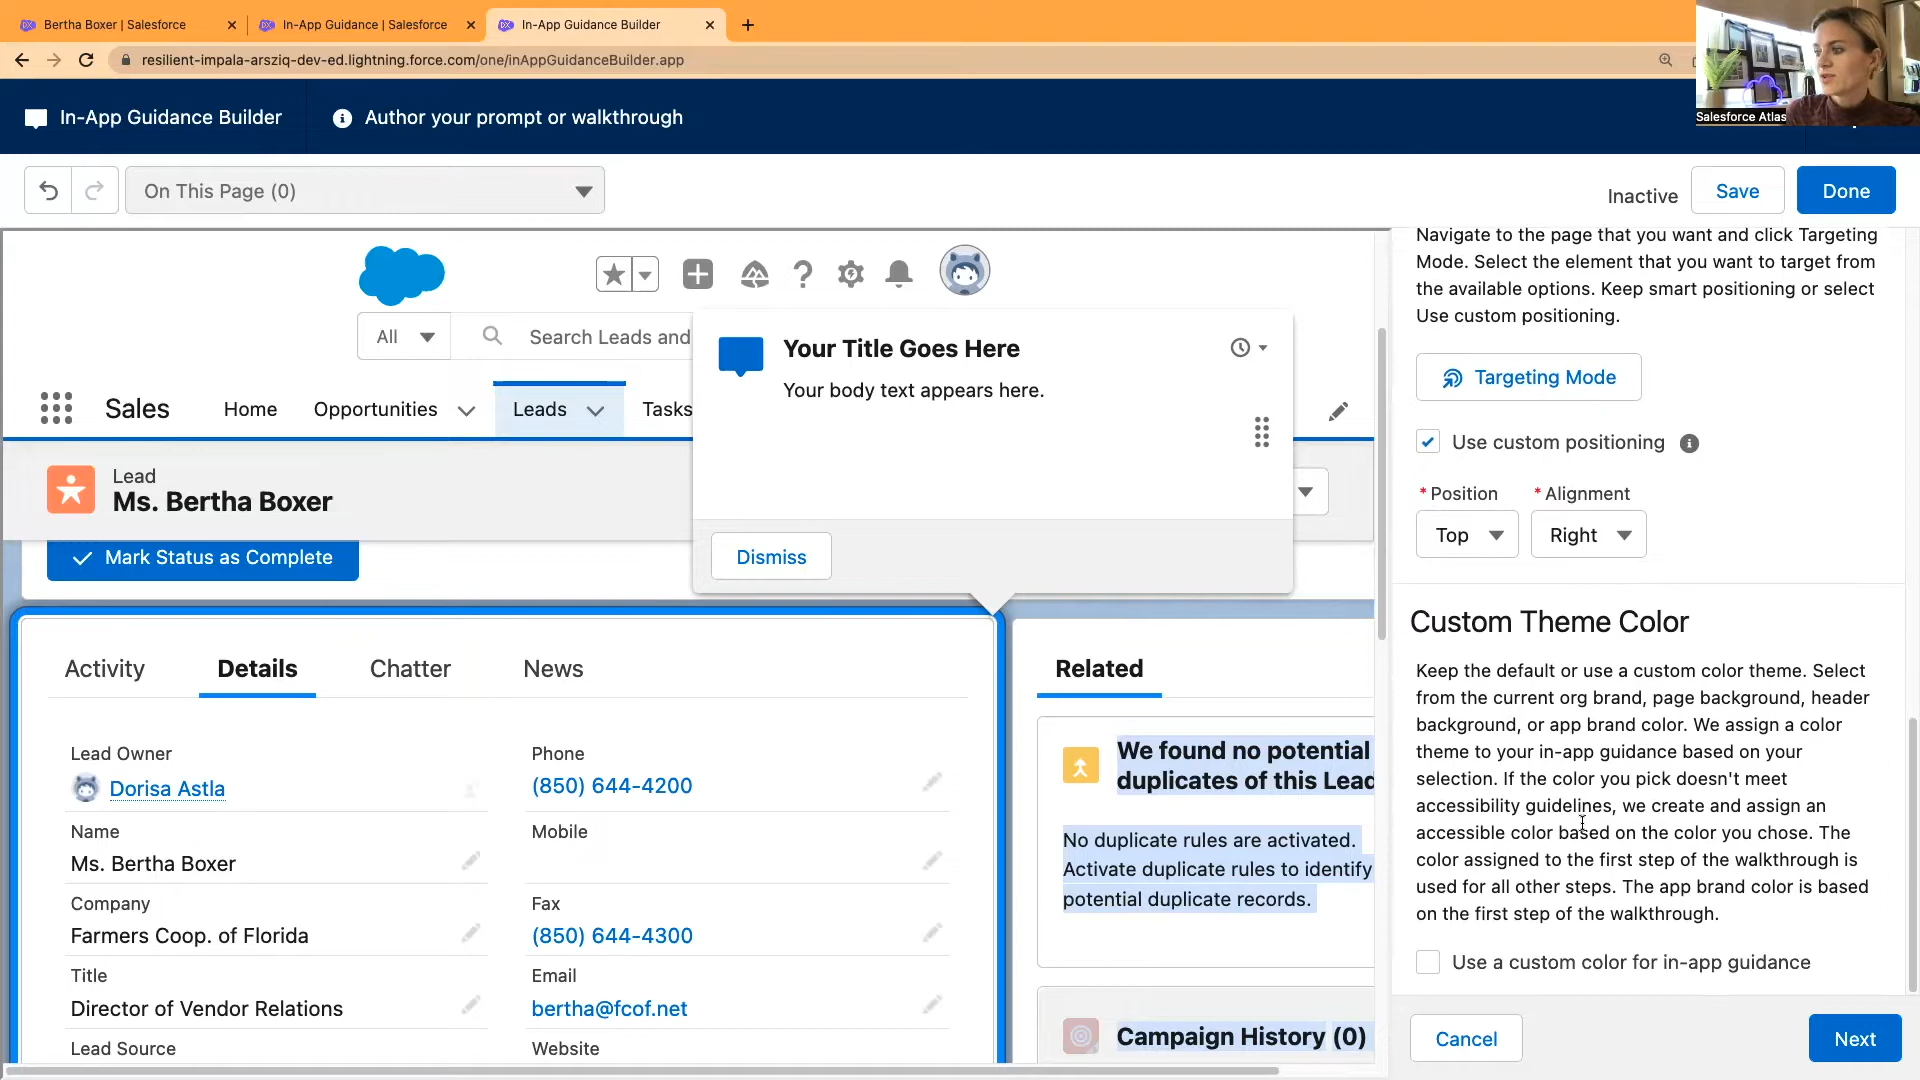 Bertha Boxer | Salesforce
In-App Guidance | Salesforce
In-App Guidance Builder
resilient-impala-arsziq-dev-ed.lightning.force.com/one/inAppGuidanceBuilder.app
Salesforce Atlas
In-App Guidance Builder
Author your prompt or walkthrough
On This Page (0)
Inactive
Save
Done
All
Search Leads and
Sales
Home
Opportunities
Leads
Tasks
Your Title Goes Here
Your body text appears here.
Dismiss
Lead
Ms. Bertha Boxer
Mark Status as Complete
Activity
Details
Chatter
News
Lead Owner
Dorisa Astla
Phone
(850) 644-4200
Name
Ms. Bertha Boxer
Mobile
Company
Farmers Coop. of Florida
Fax
(850) 644-4300
Title
Director of Vendor Relations
Email
bertha@fcof.net
Lead Source
Website
Related
We found no potential
duplicates of this Lead
No duplicate rules are activated.
Activate duplicate rules to identify
potential duplicate records.
Campaign History (0)
Navigate to the page that you want and click Targeting
Mode. Select the element that you want to target from
the available options. Keep smart positioning or select
Use custom positioning.
Targeting Mode
Use custom positioning
* Position
* Alignment
Top
Right
Custom Theme Color
Keep the default or use a custom color theme. Select
from the current org brand, page background, header
background, or app brand color. We assign a color
theme to your in-app guidance based on your
selection. If the color you pick doesn't meet
accessibility guidelines, we create and assign an
accessible color based on the color you chose. The
color assigned to the first step of the walkthrough is
used for all other steps. The app brand color is based
on the first step of the walkthrough.
Use a custom color for in-app guidance
Cancel
Next